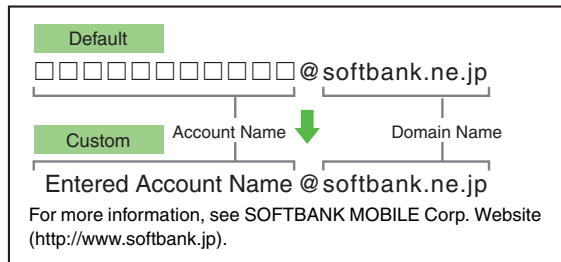 Default
□□□□□□□□□□□@softbank.ne.jp
Account Name
Domain Name
Custom
Entered Account Name @softbank.ne.jp
For more information, see SOFTBANK MOBILE Corp. Website
(http://www.softbank.jp).